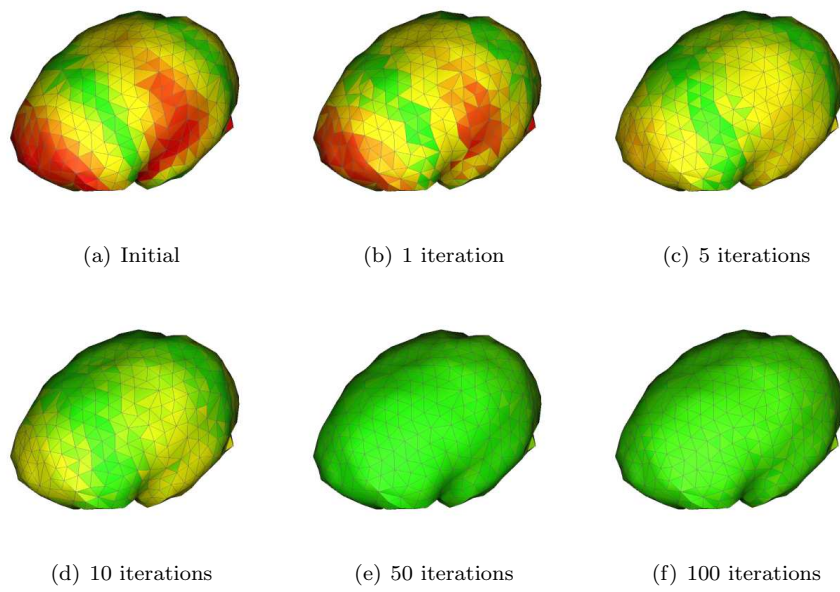 (a) Initial
(b) 1 iteration
(c) 5 iterations
(d) 10 iterations
(e) 50 iterations
(f) 100 iterations